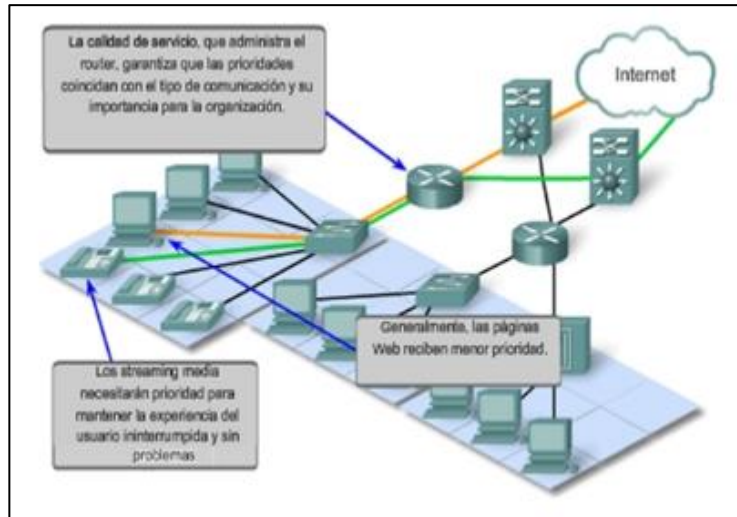 La calidad de servicio, que administra el
router, garantiza que las prioridades
coincidan con el tipo de comunicación y su
importancia para la organización.
Internet
Generalmente, las páginas
Web reciben menor prioridad.
Los streaming media
necesitarán prioridad para
mantener la experiencia del
usuario ininterrumpida y sin
problemas